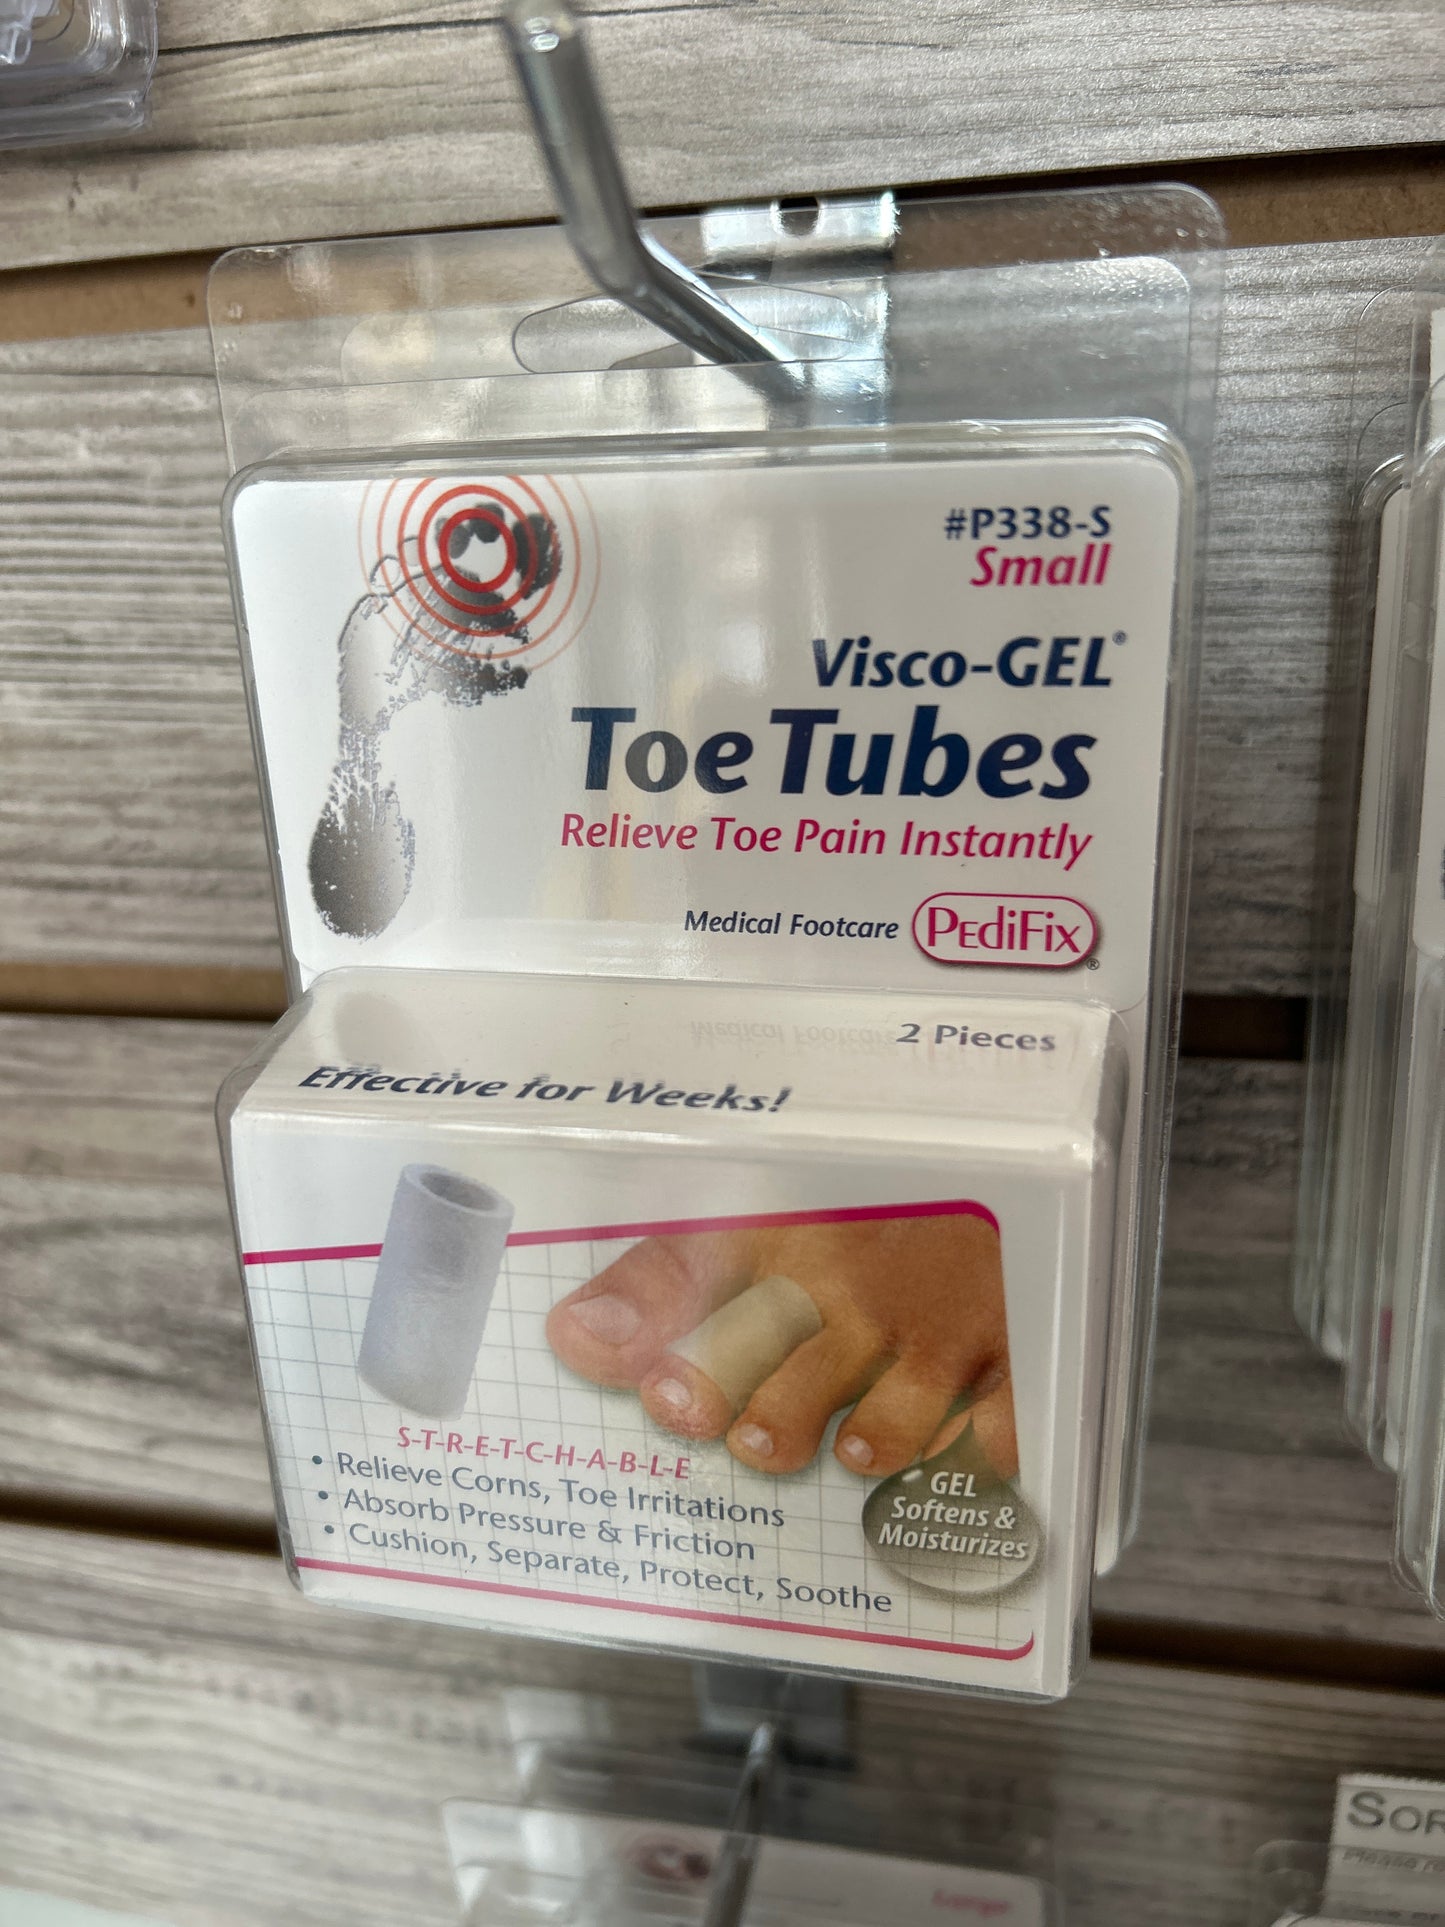 #P338-S
Small
Visco-GEL®
Toe Tubes
Relieve Toe Pain Instantly
Medical Footcare PediFix®
2 Pieces
Effective for Weeks!
S-T-R-E-T-C-H-A-B-L-E
• Relieve Corns, Toe Irritations
• Absorb Pressure & Friction
• Cushion, Separate, Protect, Soothe
GEL
Softens &
Moisturizes
Large